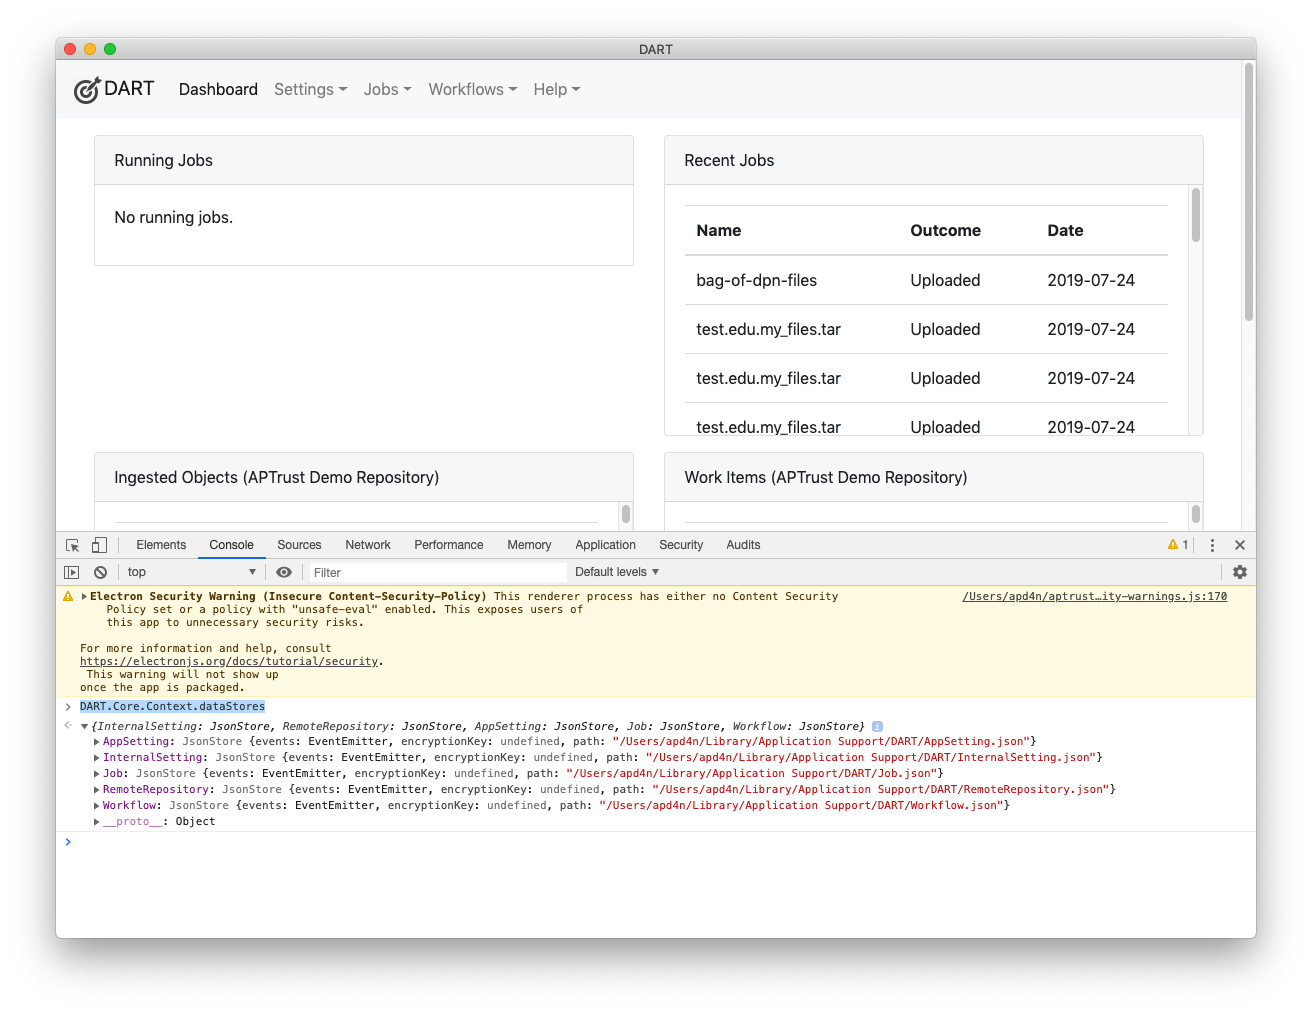 DART
DART Dashboard Settings Jobs Workflows Help
Running Jobs
No running jobs.
Recent Jobs
Name Outcome Date
bag-of-dpn-files Uploaded 2019-07-24
test.edu.my_files.tar Uploaded 2019-07-24
test.edu.my_files.tar Uploaded 2019-07-24
test.edu.my_files.tar Uploaded 2019-07-24
Ingested Objects (APTrust Demo Repository)
Work Items (APTrust Demo Repository)
Elements Console Sources Network Performance Memory Application Security Audits 1
top Filter Default levels
Electron Security Warning (Insecure Content-Security-Policy) This renderer process has either no Content Security /Users/apd4n/aptrust…ity-warnings.js:170
Policy set or a policy with "unsafe-eval" enabled. This exposes users of
this app to unnecessary security risks.
For more information and help, consult
https://electronjs.org/docs/tutorial/security.
This warning will not show up
once the app is packaged.
DART.Core.Context.dataStores
{InternalSetting: JsonStore, RemoteRepository: JsonStore, AppSetting: JsonStore, Job: JsonStore, Workflow: JsonStore} i
AppSetting: JsonStore {events: EventEmitter, encryptionKey: undefined, path: "/Users/apd4n/Library/Application Support/DART/AppSetting.json"}
InternalSetting: JsonStore {events: EventEmitter, encryptionKey: undefined, path: "/Users/apd4n/Library/Application Support/DART/InternalSetting.json"}
Job: JsonStore {events: EventEmitter, encryptionKey: undefined, path: "/Users/apd4n/Library/Application Support/DART/Job.json"}
RemoteRepository: JsonStore {events: EventEmitter, encryptionKey: undefined, path: "/Users/apd4n/Library/Application Support/DART/RemoteRepository.json"}
Workflow: JsonStore {events: EventEmitter, encryptionKey: undefined, path: "/Users/apd4n/Library/Application Support/DART/Workflow.json"}
__proto__: Object